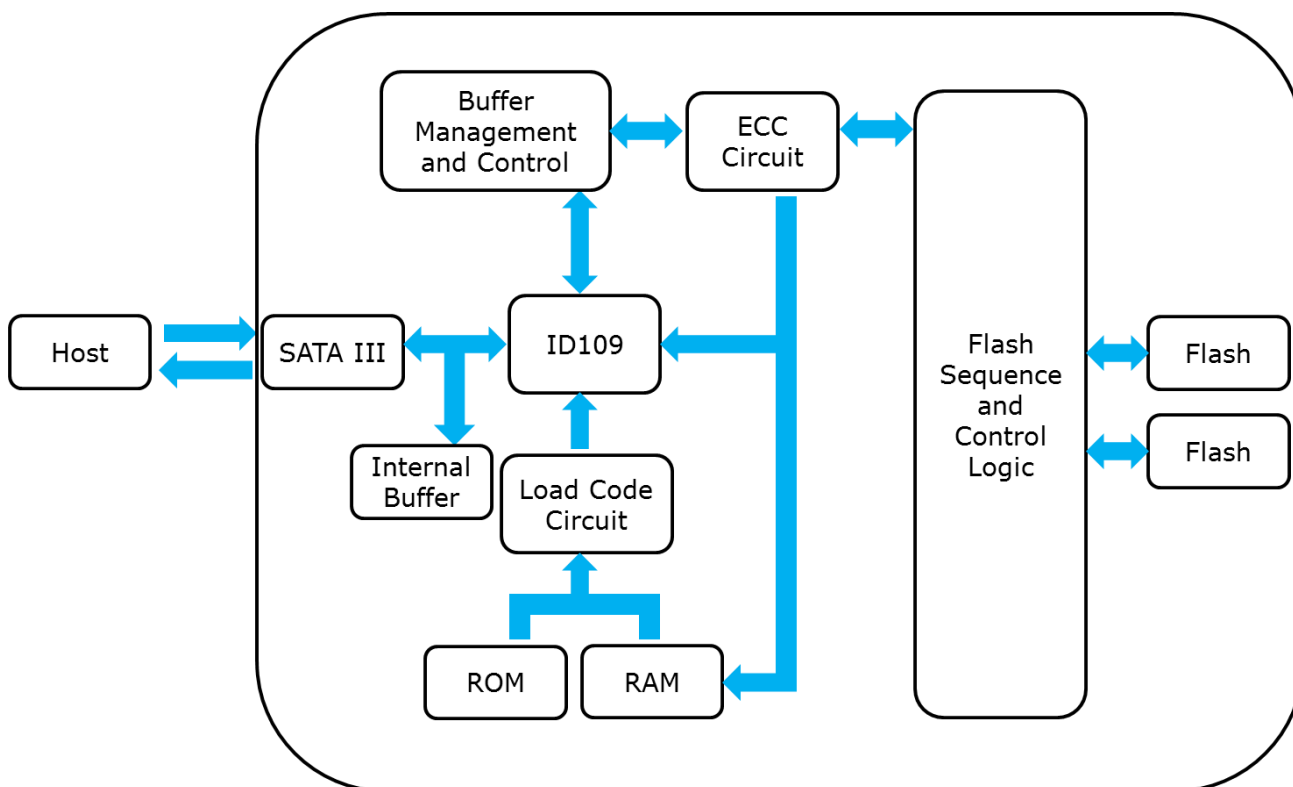 Buffer
Management
and Control
ECC
Circuit
Host
SATA III
ID109
Flash
Sequence
and
Control
Logic
Flash
Flash
Internal
Buffer
Load Code
Circuit
ROM
RAM